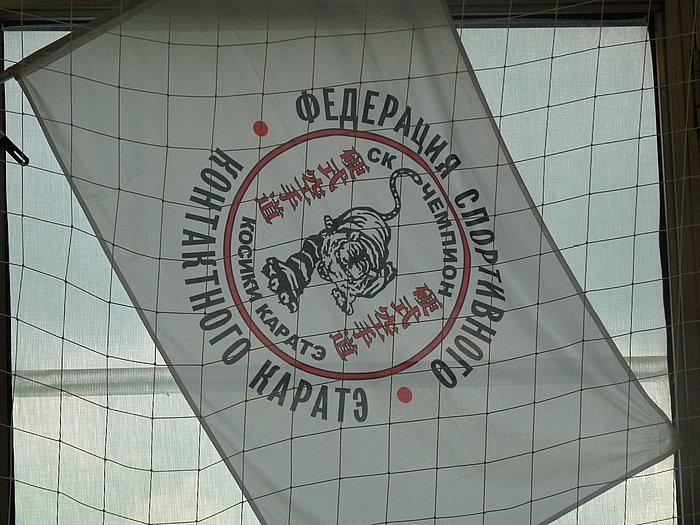 ФЕДЕРАЦИЯ СПОРТИВНОГО
КОНТАКТНОГО КАРАТЭ
СК ЧЕМПИОН
КОСИКИ КАРАТЭ
硬式空手道
硬式空手道